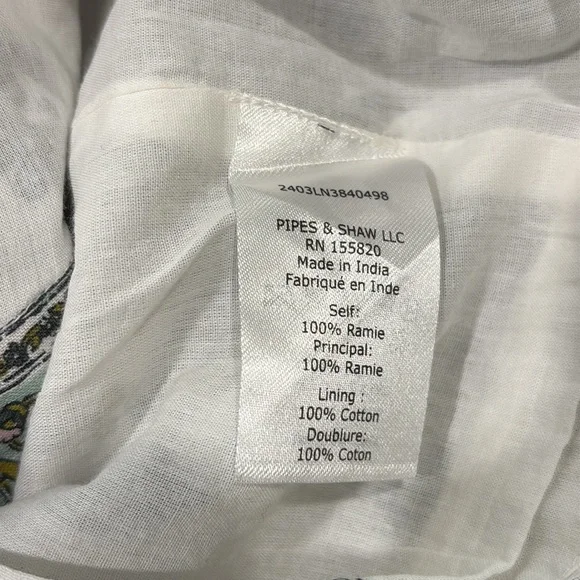 2403LN3840498
PIPES & SHAW LLC
RN 155820
Made in India
Fabriqué en Inde
Self:
100% Ramie
Principal:
100% Ramie
Lining :
100% Cotton
Doublure:
100% Coton